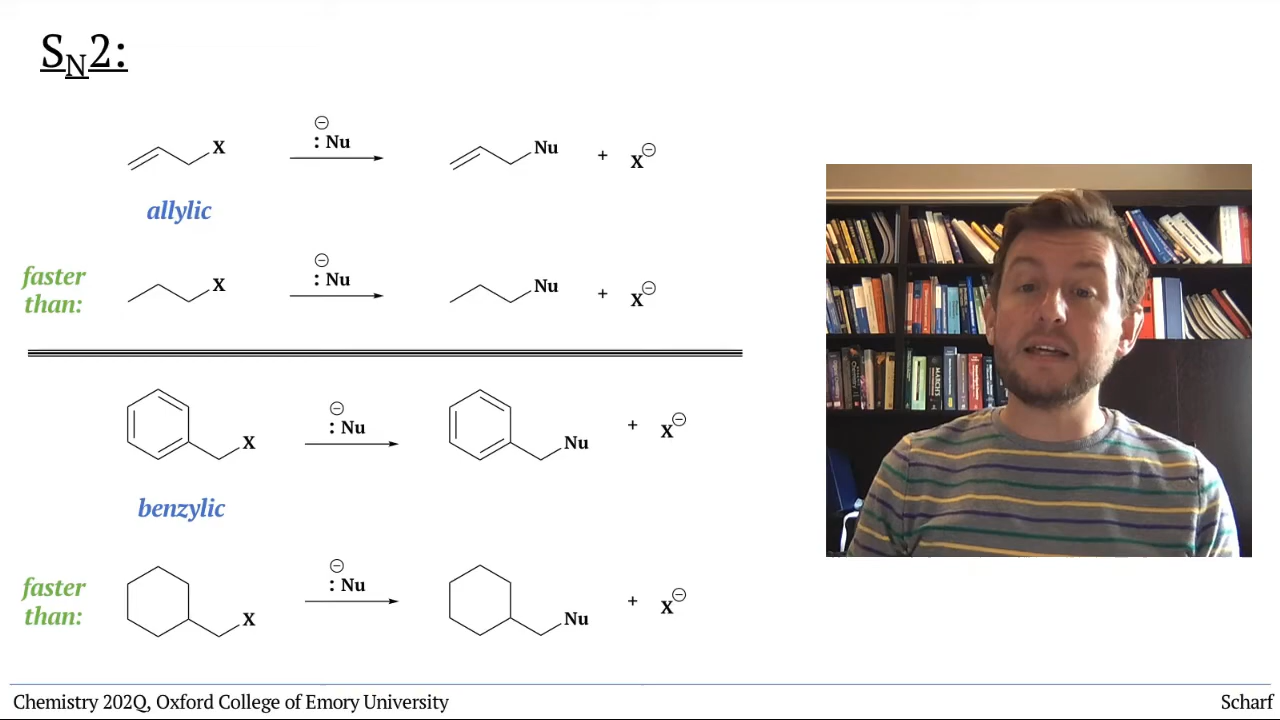 SN2:
X
⊖
: Nu
Nu
+
X⊖
allylic
faster
than:
X
⊖
: Nu
Nu
+
X⊖
X
⊖
: Nu
Nu
+
X⊖
benzylic
faster
than:
X
⊖
: Nu
Nu
+
X⊖
MARCH'S
Chemistry 202Q, Oxford College of Emory University
Scharf